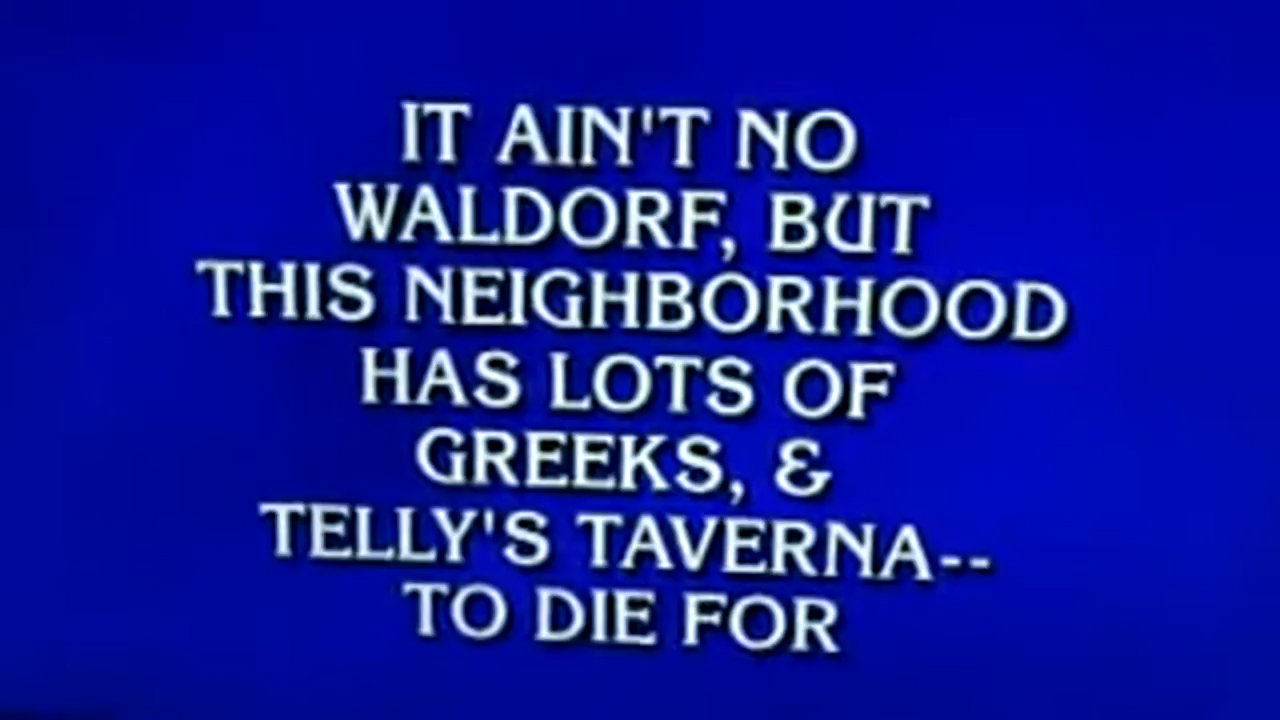 IT AIN'T NO
WALDORF, BUT
THIS NEIGHBORHOOD
HAS LOTS OF
GREEKS, &
TELLY'S TAVERNA--
TO DIE FOR